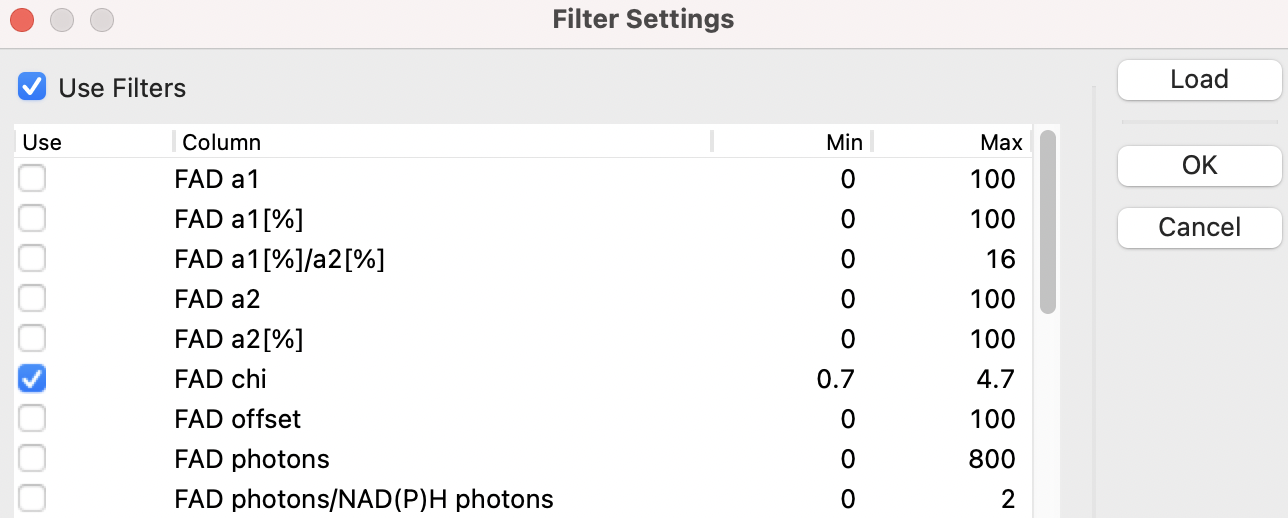 Filter Settings
Use Filters
Load
Use Column Min Max
FAD a1 0 100
OK
FAD a1[%] 0 100
Cancel
FAD a1[%]/a2[%] 0 16
FAD a2 0 100
FAD a2[%] 0 100
FAD chi 0.7 4.7
FAD offset 0 100
FAD photons 0 800
FAD photons/NAD(P)H photons 0 2